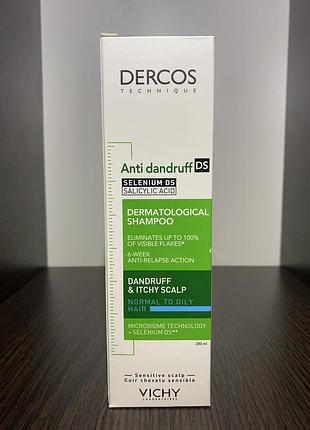 DERCOS
TECHNIQUE
Anti dandruff DS
SELENIUM DS
SALICYLIC ACID
DERMATOLOGICAL
SHAMPOO
ELIMINATES UP TO 100%
OF VISIBLE FLAKES*
6-WEEK
ANTI-RELAPSE ACTION
DANDRUFF
& ITCHY SCALP
NORMAL TO OILY
HAIR
MICROBIOME TECHNOLOGY
+ SELENIUM DS**
200 ml
Sensitive scalp
Cuir chevelu sensible
VICHY
LABORATOIRES